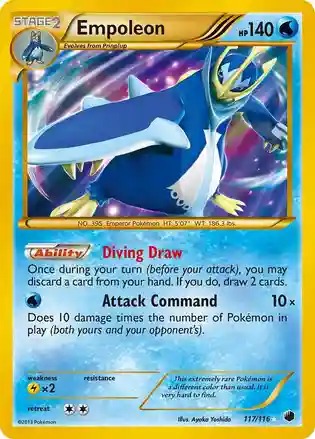 STAGE2 Empoleon HP140
Evolves from Prinplup
NO. 395 Emperor Pokémon HT: 5'07" WT: 186.3 lbs.
Ability Diving Draw
Once during your turn (before your attack), you may
discard a card from your hand. If you do, draw 2 cards.
Attack Command 10×
Does 10 damage times the number of Pokémon in
play (both yours and your opponent's).
weakness resistance
×2
retreat
This extremely rare Pokémon is
a different color than usual. It is
very hard to find!
©2013 Pokémon
Illus. Ayaka Yoshida 117/116